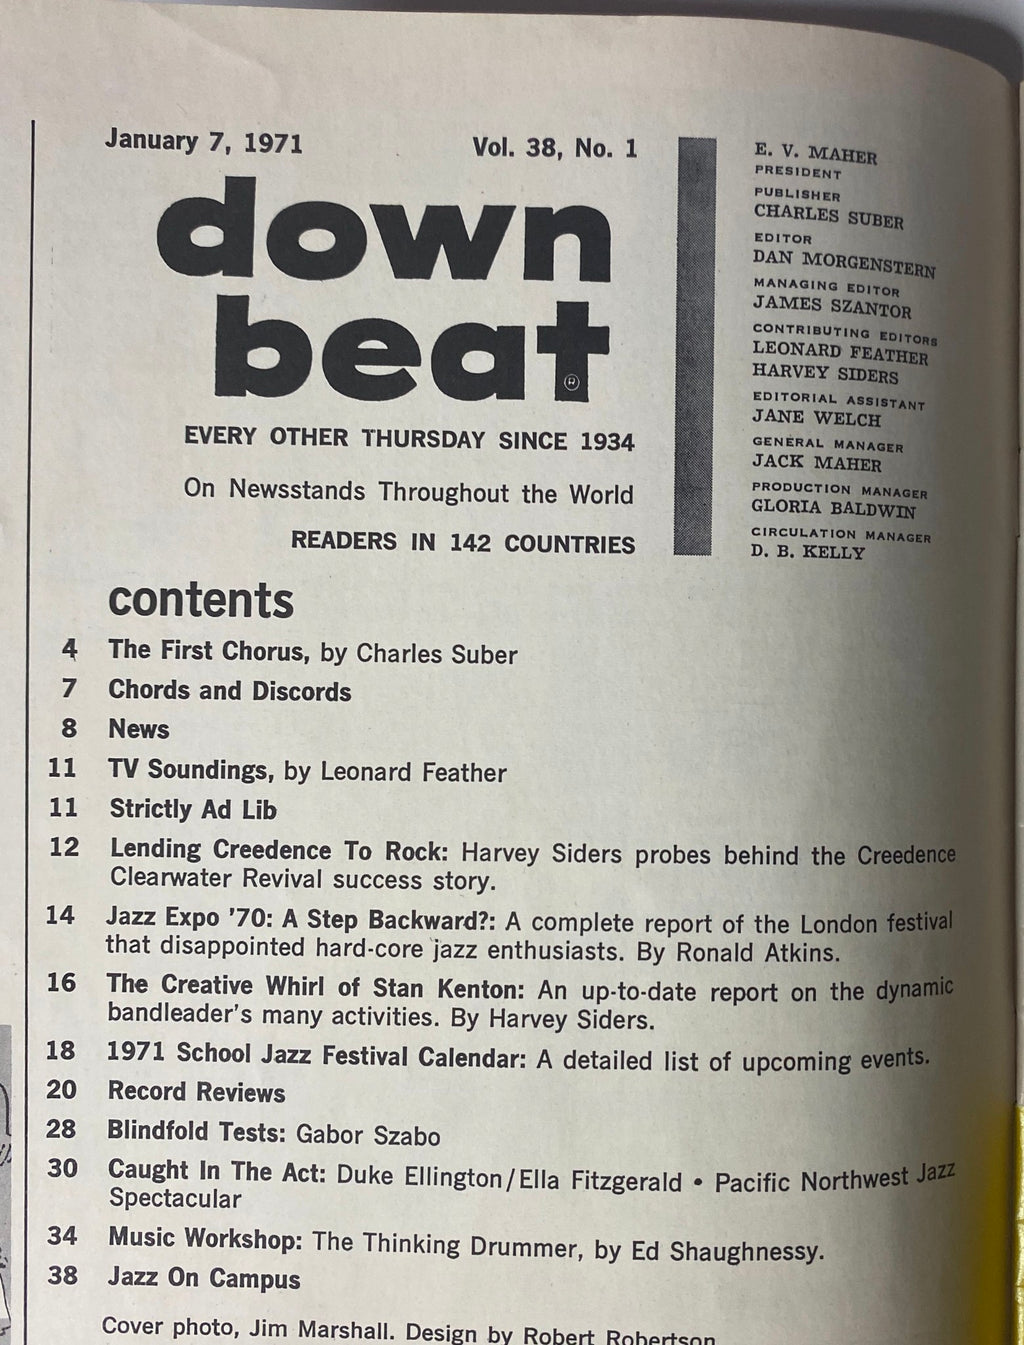 January 7, 1971 Vol. 38, No. 1
down
beat
®
EVERY OTHER THURSDAY SINCE 1934
On Newsstands Throughout the World
READERS IN 142 COUNTRIES
E. V. MAHER
PRESIDENT
PUBLISHER
CHARLES SUBER
EDITOR
DAN MORGENSTERN
MANAGING EDITOR
JAMES SZANTOR
CONTRIBUTING EDITORS
LEONARD FEATHER
HARVEY SIDERS
EDITORIAL ASSISTANT
JANE WELCH
GENERAL MANAGER
JACK MAHER
PRODUCTION MANAGER
GLORIA BALDWIN
CIRCULATION MANAGER
D. B. KELLY
contents
4 The First Chorus, by Charles Suber
7 Chords and Discords
8 News
11 TV Soundings, by Leonard Feather
11 Strictly Ad Lib
12 Lending Creedence To Rock: Harvey Siders probes behind the Creedence
Clearwater Revival success story.
14 Jazz Expo '70: A Step Backward?: A complete report of the London festival
that disappointed hard-core jazz enthusiasts. By Ronald Atkins.
16 The Creative Whirl of Stan Kenton: An up-to-date report on the dynamic
bandleader's many activities. By Harvey Siders.
18 1971 School Jazz Festival Calendar: A detailed list of upcoming events.
20 Record Reviews
28 Blindfold Tests: Gabor Szabo
30 Caught In The Act: Duke Ellington/Ella Fitzgerald • Pacific Northwest Jazz
Spectacular
34 Music Workshop: The Thinking Drummer, by Ed Shaughnessy.
38 Jazz On Campus
Cover photo, Jim Marshall. Design by Robert Robertson